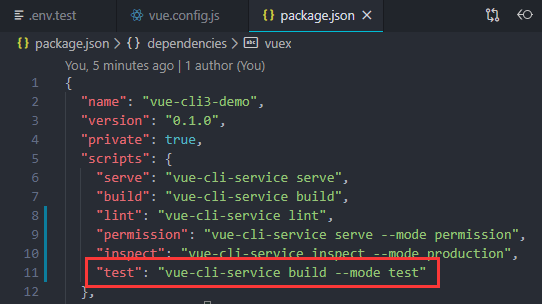 .env.test vue.config.js {} package.json ×
{} package.json > {} dependencies > abc vuex
You, 5 minutes ago | 1 author (You)
1 {
2 "name": "vue-cli3-demo",
3 "version": "0.1.0",
4 "private": true,
5 "scripts": {
6 "serve": "vue-cli-service serve",
7 "build": "vue-cli-service build",
8 "lint": "vue-cli-service lint",
9 "permission": "vue-cli-service serve --mode permission",
10 "inspect": "vue-cli-service inspect --mode production",
11 "test": "vue-cli-service build --mode test"
12 },